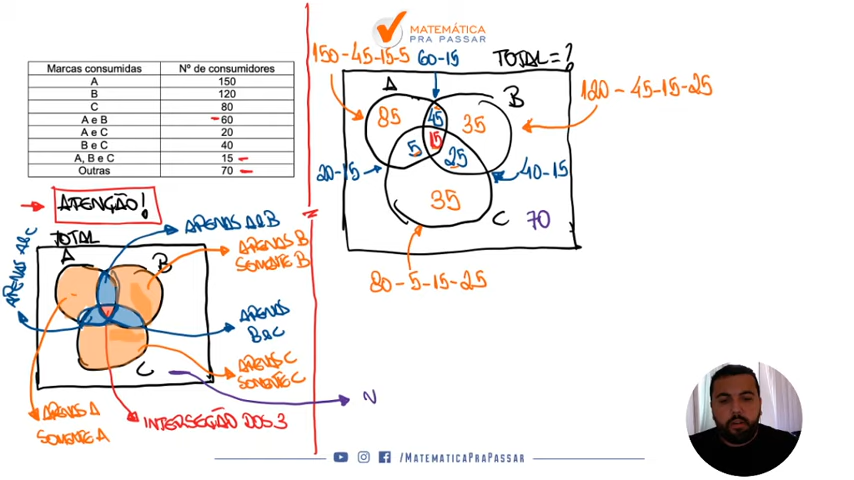 MATEMÁTICA
PRA PASSAR
Marcas consumidas Nº de consumidores
A 150
B 120
C 80
A e B 60
A e C 20
B e C 40
A, B e C 15
Outras 70
ATENÇÃO!
TOTAL
A
B
C
APENAS A e B
APENAS B
SOMENTE B
APENAS A e C
APENAS
B e C
APENAS C
SOMENTE C
APENAS A
SOMENTE A
INTERSEÇÃO DOS 3
N
150-45-15-5
60-15
TOTAL = ?
A
B
120-45-15-25
85
45
35
15
5
25
20-15
40-15
35
C
70
80-5-15-25
/MatematicaPraPassar